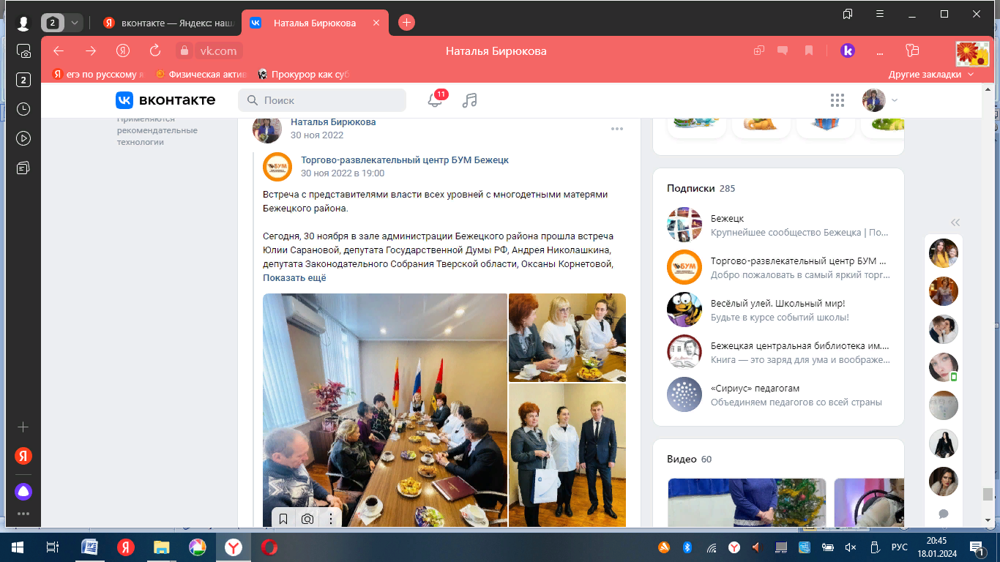 2
вконтакте — Яндекс: наш
Наталья Бирюкова
vk.com
Наталья Бирюкова
егэ по русскому я
Физическая актив
Прокурор как суб
Другие закладки
2
вконтакте
Поиск
11
Применяются
рекомендательные
технологии
Наталья Бирюкова
30 ноя 2022
БУМ
Торгово-развлекательный центр БУМ Бежецк
30 ноя 2022 в 19:00
Встреча с представителями власти всех уровней с многодетными матерями
Бежецкого района.
Сегодня, 30 ноября в зале администрации Бежецкого района прошла встреча
Юлии Сарановой, депутата Государственной Думы РФ, Андрея Николашкина,
депутата Законодательного Собрания Тверской области, Оксаны Корнетовой,
Показать ещё
Подписки 285
Бежецк
Крупнейшее сообщество Бежецка | По...
БУМ
Торгово-развлекательный центр БУМ ...
Добро пожаловать в самый яркий торг...
Весёлый улей. Школьный мир!
Будьте в курсе событий школы!
Бежецкая центральная библиотека им....
Книга — это заряд для ума и воображе...
«Сириус» педагогам
Объединяем педагогов со всей страны
Видео 60
РУС
20:45
18.01.2024
1